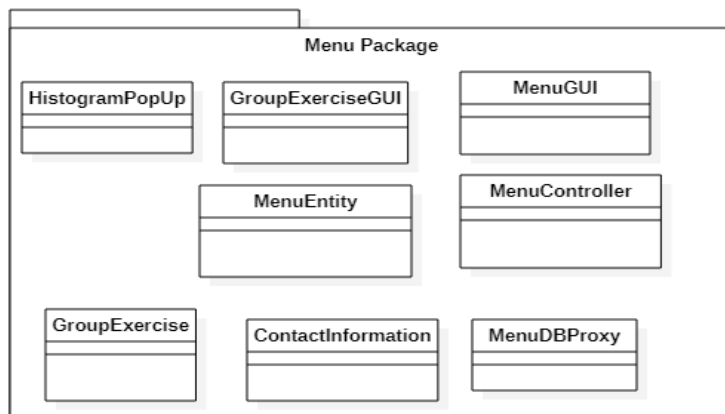 Menu Package
HistogramPopUp
GroupExerciseGUI
MenuGUI
MenuEntity
MenuController
GroupExercise
ContactInformation
MenuDBProxy